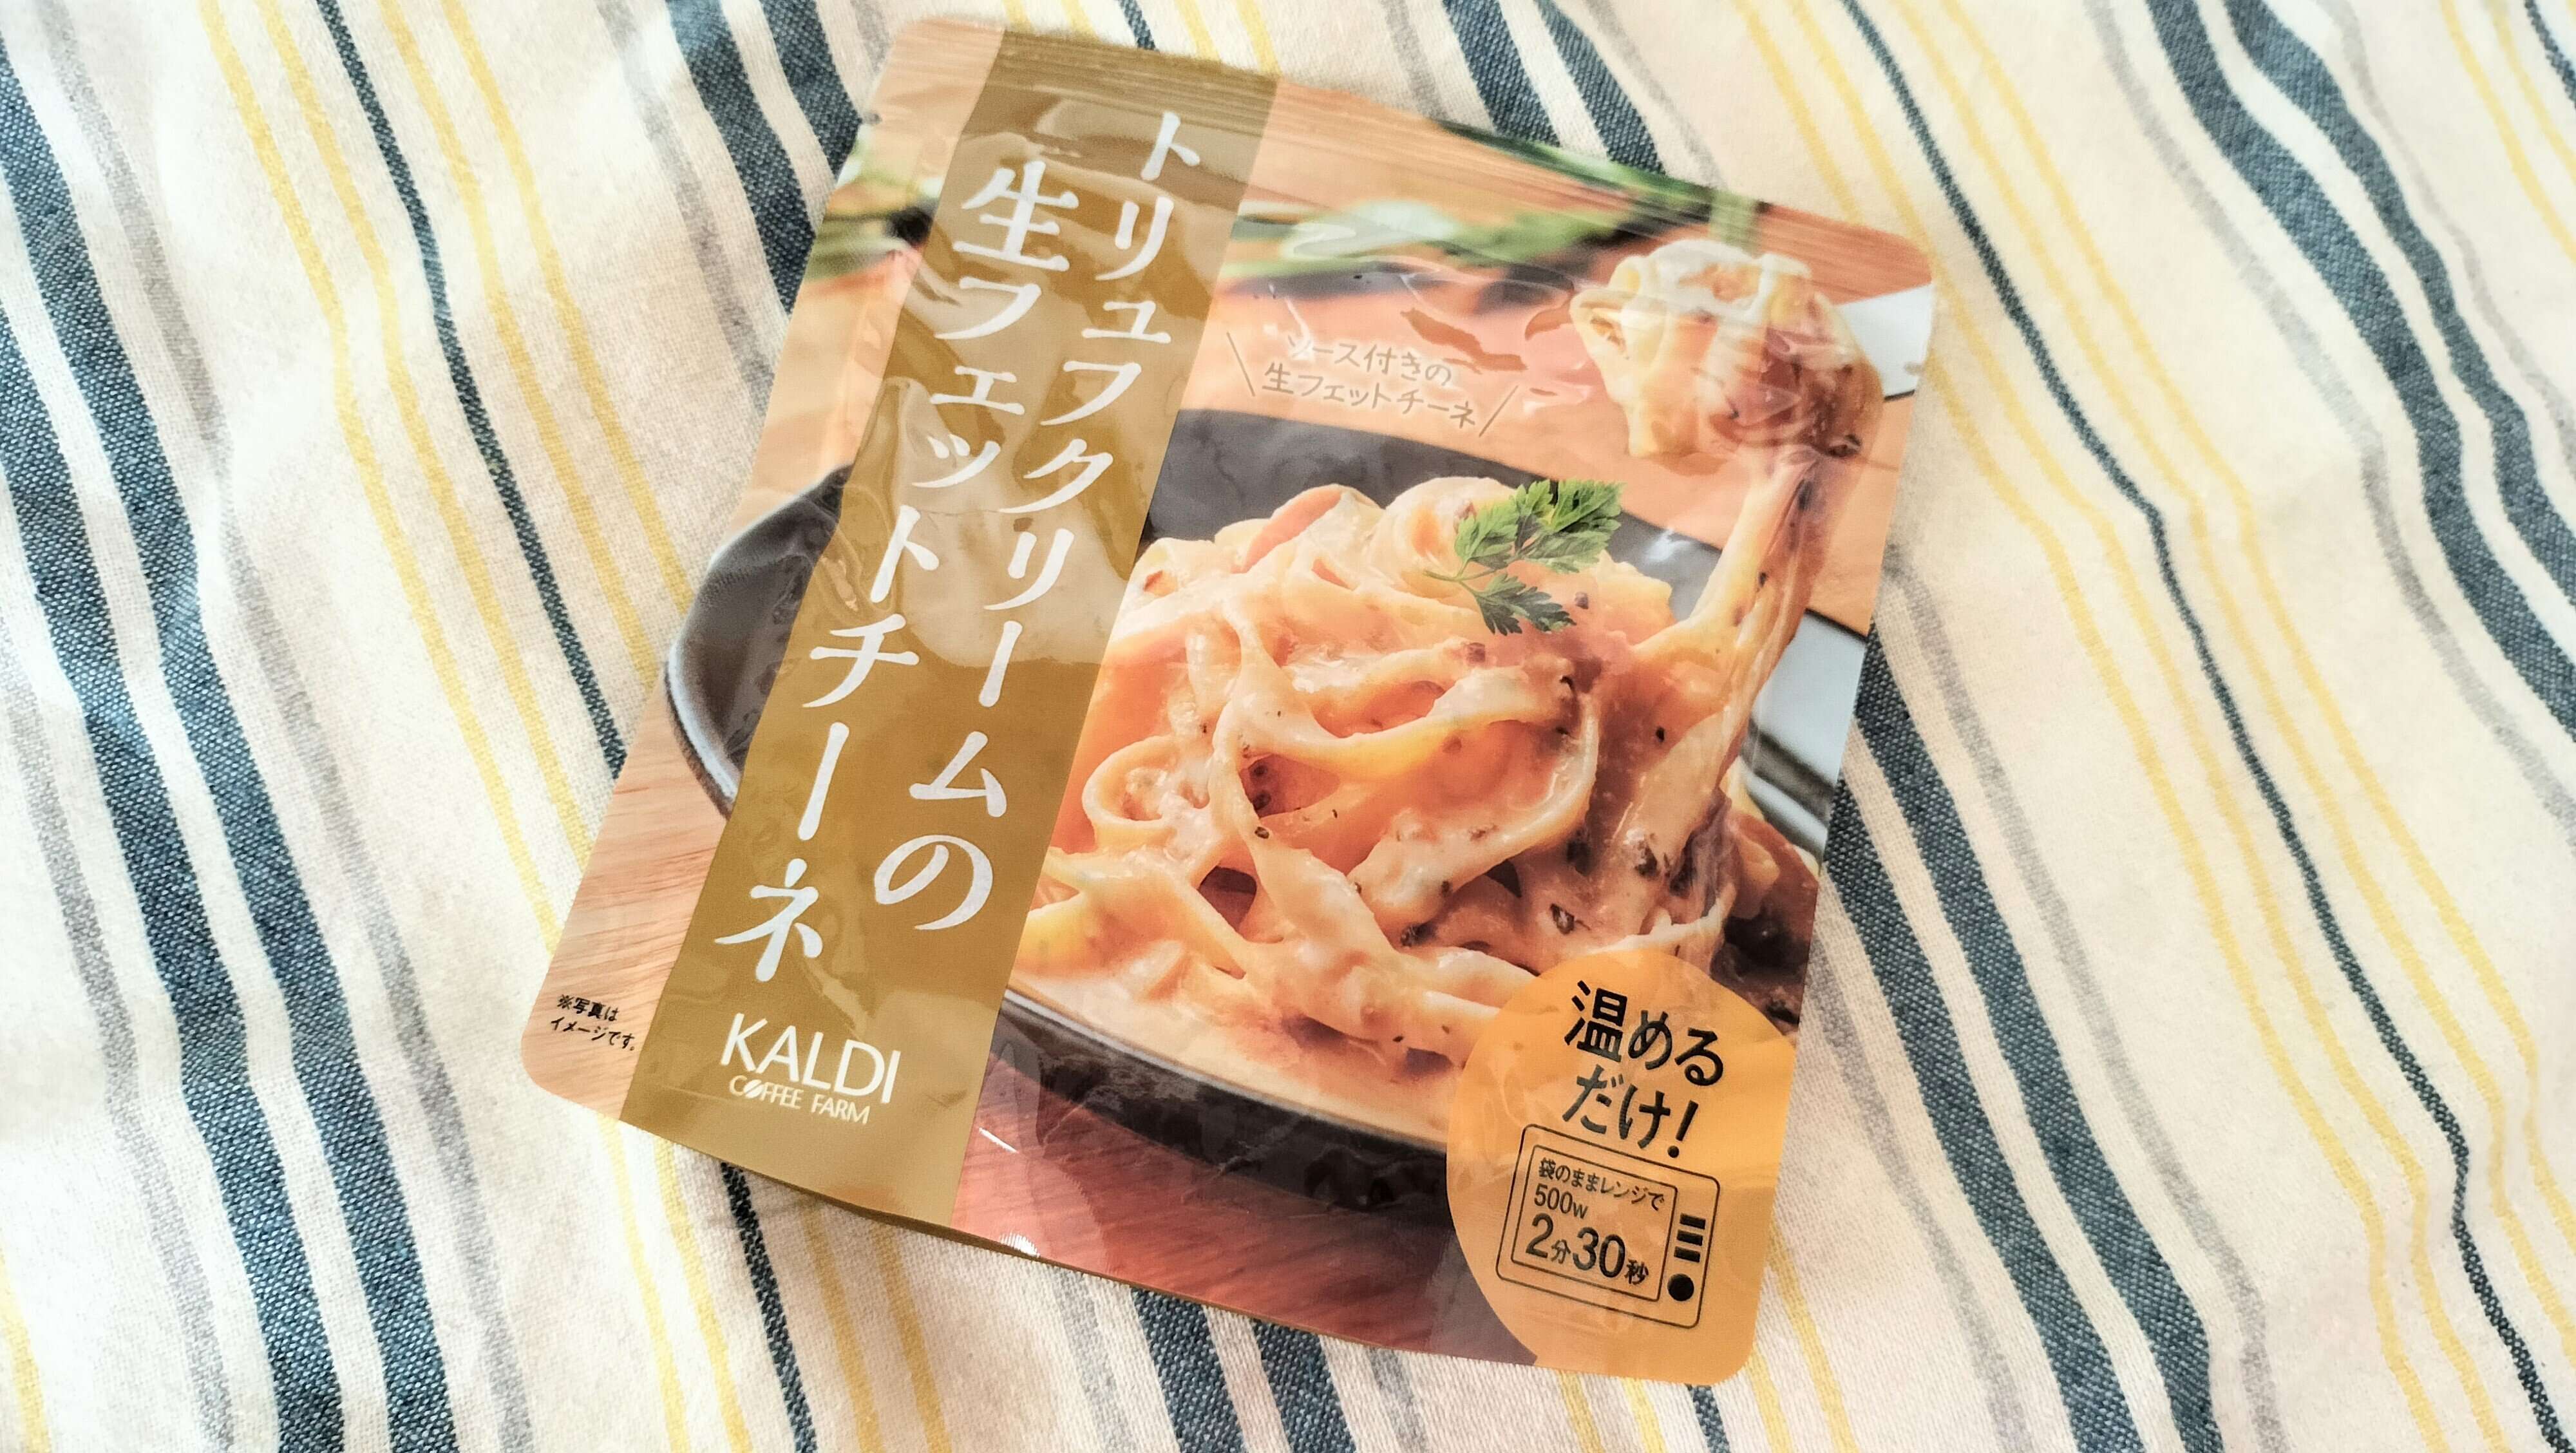 トリュフクリームの
生フェットチーネ
ソース付きの
生フェットチーネ
※写真は
イメージです。
KALDI
COFFEE FARM
温める
だけ!
袋のままレンジで
500w
2分30秒